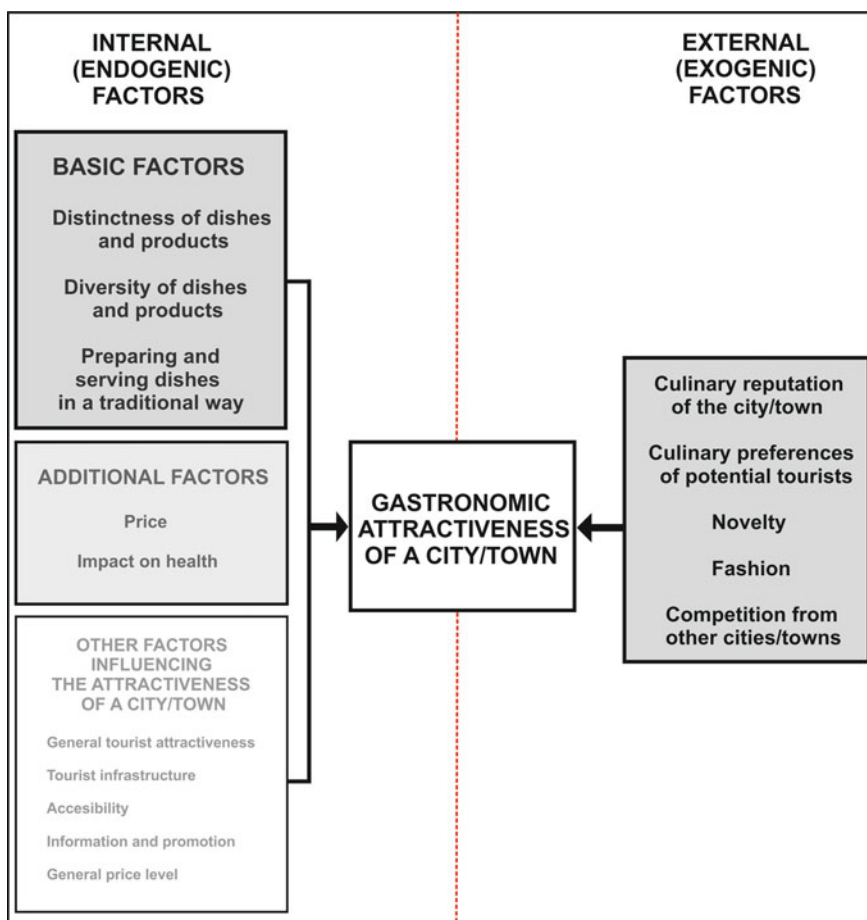 INTERNAL
(ENDOGENIC)
FACTORS
BASIC FACTORS
Distinctness of dishes
and products
Diversity of dishes
and products
Preparing and
serving dishes
in a traditional way
ADDITIONAL FACTORS
Price
Impact on health
OTHER FACTORS
INFLUENCING
THE ATTRACTIVENESS
OF A CITY/TOWN
General tourist attractiveness
Tourist infrastructure
Accesibility
Information and promotion
General price level
GASTRONOMIC
ATTRACTIVENESS
OF A CITY/TOWN
EXTERNAL
(EXOGENIC)
FACTORS
Culinary reputation
of the city/town
Culinary preferences
of potential tourists
Novelty
Fashion
Competition from
other cities/towns